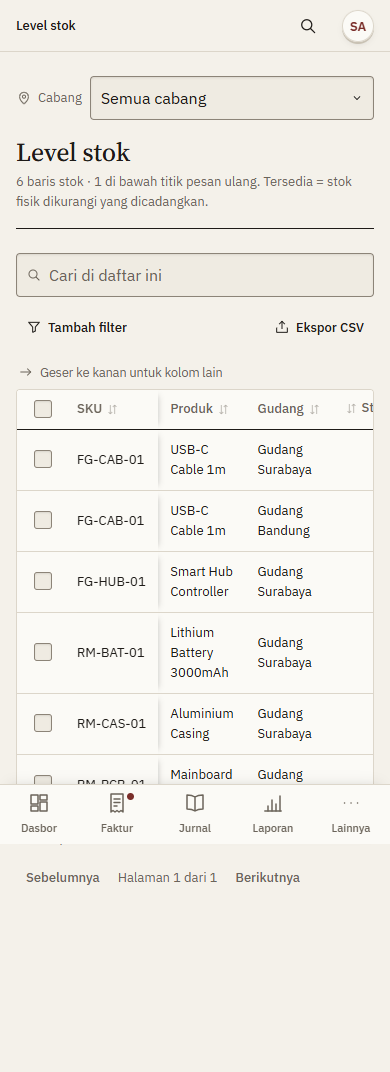 Level stok
SA
Cabang
Semua cabang
Level stok
6 baris stok · 1 di bawah titik pesan ulang. Tersedia = stok
fisik dikurangi yang dicadangkan.
Cari di daftar ini
Tambah filter
Ekspor CSV
Geser ke kanan untuk kolom lain
SKU Produk Gudang St
FG-CAB-01 USB-C Cable 1m Gudang Surabaya
FG-CAB-01 USB-C Cable 1m Gudang Bandung
FG-HUB-01 Smart Hub Controller Gudang Surabaya
RM-BAT-01 Lithium Battery 3000mAh Gudang Surabaya
RM-CAS-01 Aluminium Casing Gudang Surabaya
RM-PCB-01 Mainboard Gudang
Dasbor Faktur Jurnal Laporan Lainnya
Sebelumnya Halaman 1 dari 1 Berikutnya